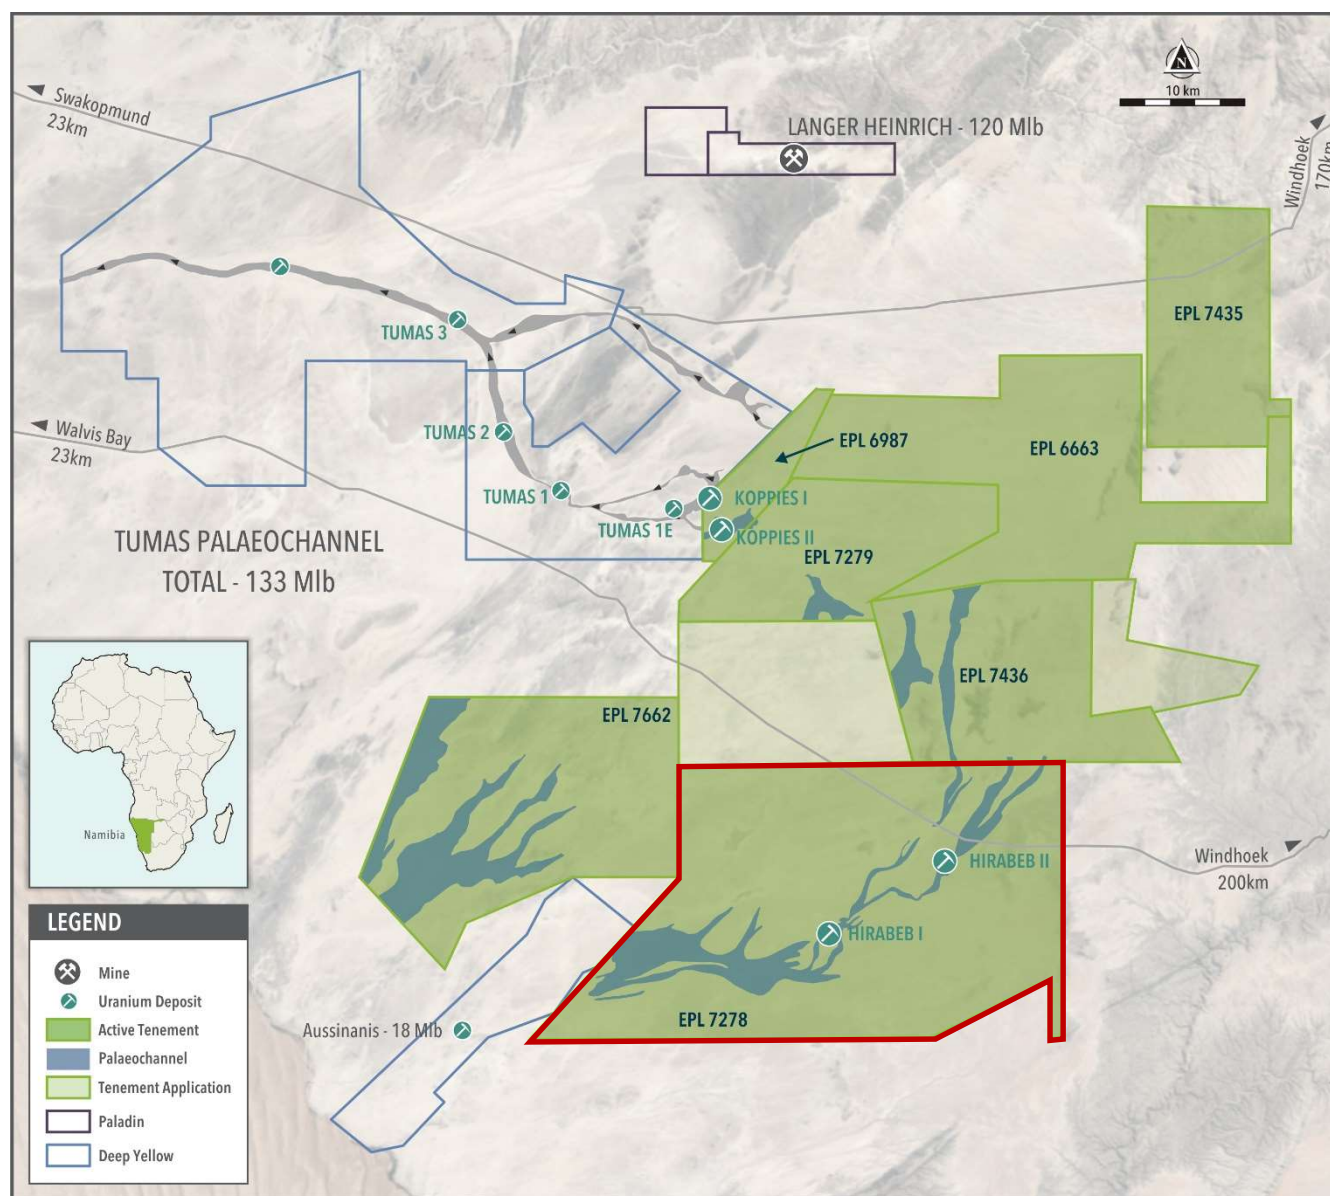 N
10 km
Swakopmund
23km
LANGER HEINRICH - 120 Mlb
Windhoek
170km
EPL 7435
TUMAS 3
TUMAS 2
Walvis Bay
23km
EPL 6987
EPL 6663
TUMAS 1
KOPPIES I
TUMAS 1E
KOPPIES II
EPL 7279
TUMAS PALAEOCHANNEL
TOTAL - 133 Mlb
EPL 7436
EPL 7662
Namibia
HIRABEB II
Windhoek
200km
HIRABEB I
EPL 7278
Aussinanis - 18 Mlb
LEGEND
Mine
Uranium Deposit
Active Tenement
Palaeochannel
Tenement Application
Paladin
Deep Yellow